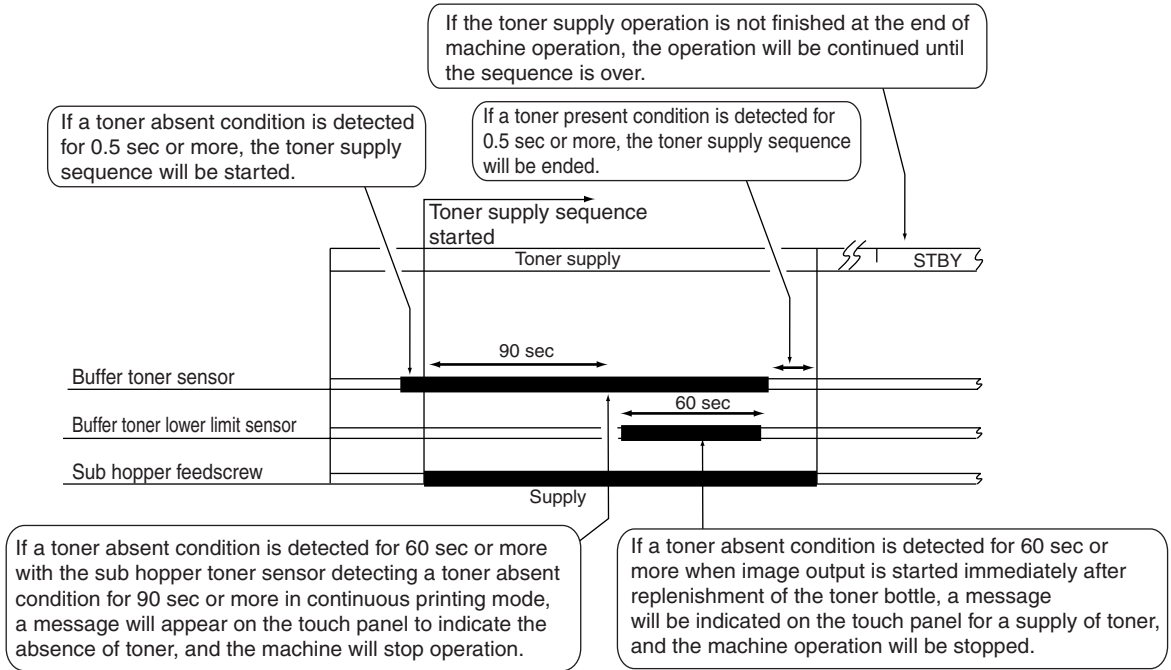 If the toner supply operation is not finished at the end of
machine operation, the operation will be continued until
the sequence is over.
If a toner absent condition is detected
for 0.5 sec or more, the toner supply
sequence will be started.
If a toner present condition is detected for
0.5 sec or more, the toner supply sequence
will be ended.
Toner supply sequence
started
Toner supply
STBY
90 sec
Buffer toner sensor
60 sec
Buffer toner lower limit sensor
Sub hopper feedscrew
Supply
If a toner absent condition is detected for 60 sec or more
with the sub hopper toner sensor detecting a toner absent
condition for 90 sec or more in continuous printing mode,
a message will appear on the touch panel to indicate the
absence of toner, and the machine will stop operation.
If a toner absent condition is detected for 60 sec or
more when image output is started immediately after
replenishment of the toner bottle, a message
will be indicated on the touch panel for a supply of toner,
and the machine operation will be stopped.